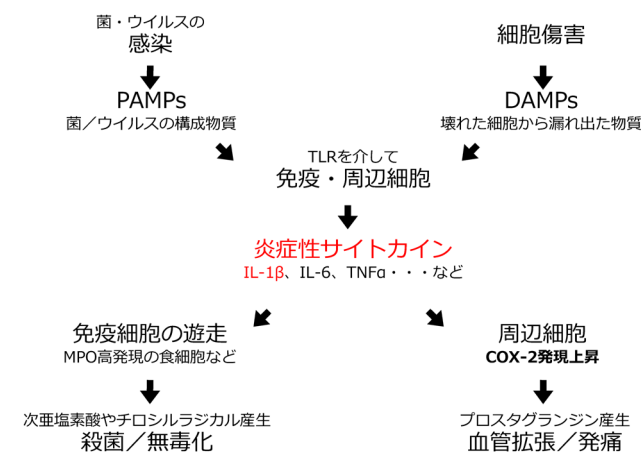 菌・ウイルスの
感染
細胞傷害
PAMPs
菌／ウイルスの構成物質
DAMPs
壊れた細胞から漏れ出た物質
TLRを介して
免疫・周辺細胞
炎症性サイトカイン
IL-1β、IL-6、TNFα・・・など
免疫細胞の遊走
MPO高発現の食細胞など
周辺細胞
COX-2発現上昇
次亜塩素酸やチロシルラジカル産生
殺菌／無毒化
プロスタグランジン産生
血管拡張／発痛